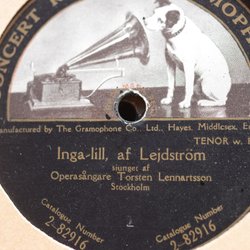 CONCERT
Manufactured by The Gramophone Co., Ltd., Hayes, Middlesex,
TENOR w.
Inga-lill, af Lejdström
sjunget af
Operasångare Torsten Lennartsson
Stockholm
Catalogue Number
2-82916
Catalogue Number
2-82916